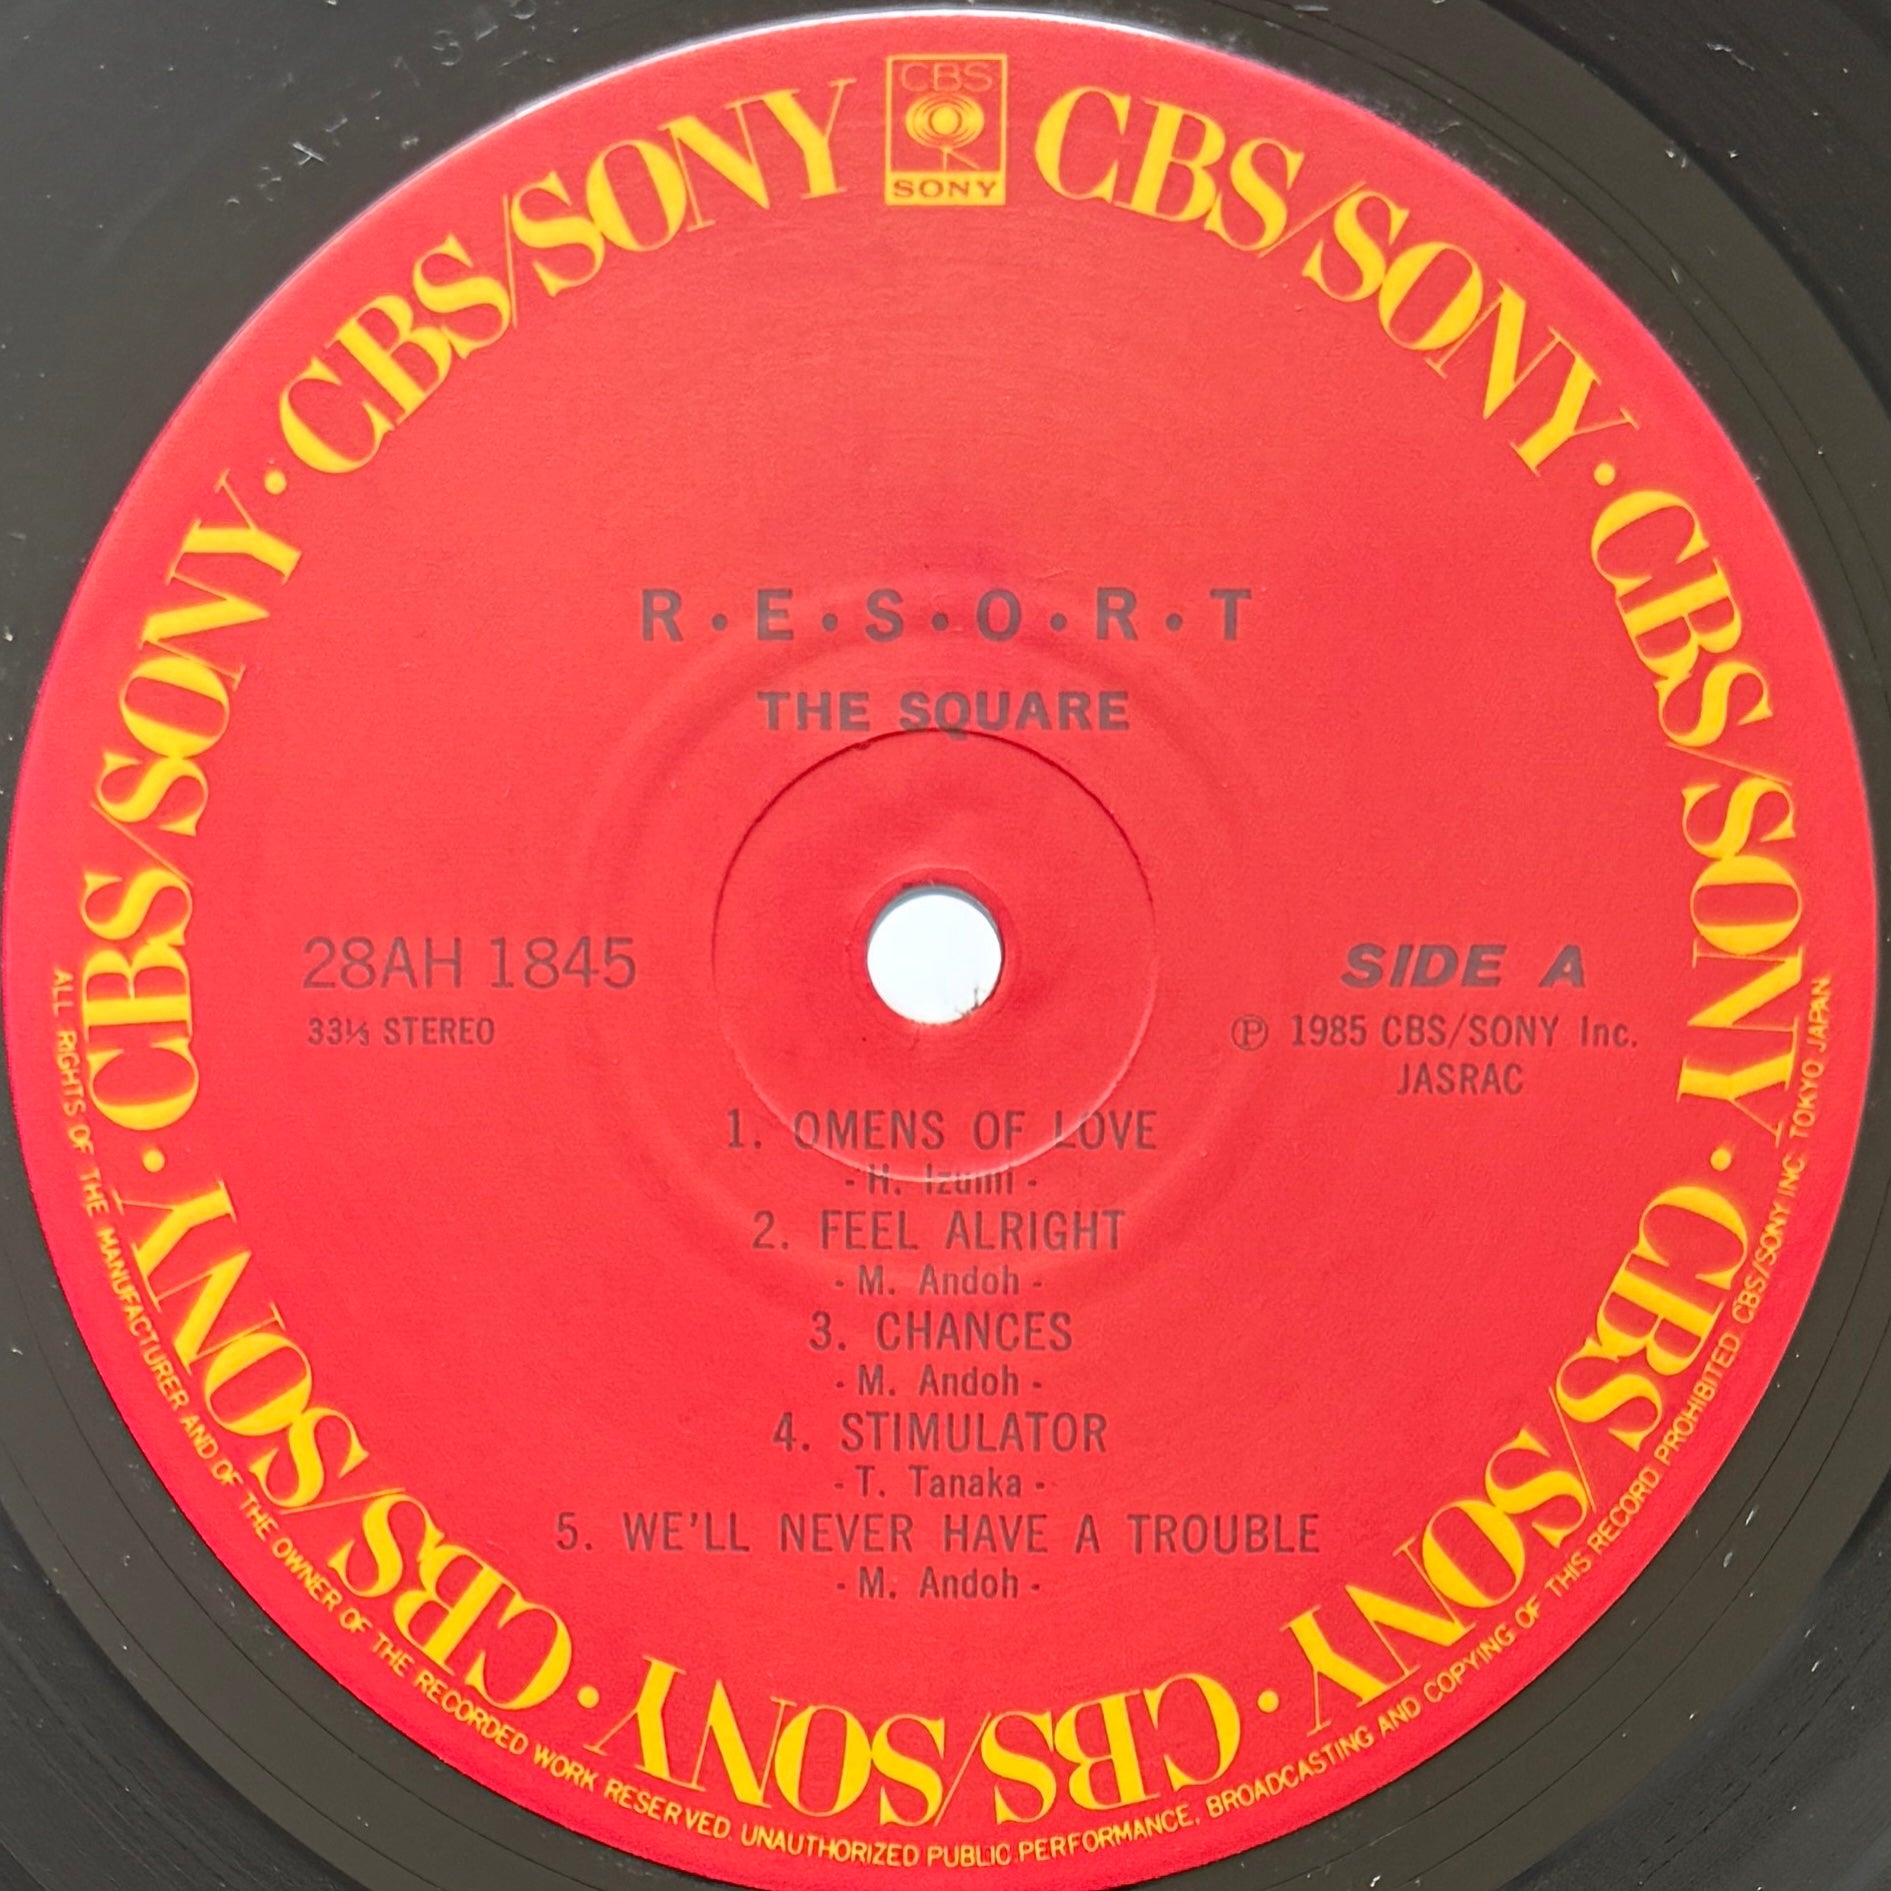 CBS
SONY
CBS/SONY · CBS/SONY · CBS/SONY · CBS/SONY · CBS/SONY · CBS/SONY · CBS/SONY · CBS/SONY
R·E·S·O·R·T
THE SQUARE
28AH 1845
33⅓ STEREO
SIDE A
Ⓟ 1985 CBS/SONY Inc.
JASRAC
1. OMENS OF LOVE
- H. Izumi -
2. FEEL ALRIGHT
- M. Andoh -
3. CHANCES
- M. Andoh -
4. STIMULATOR
- T. Tanaka -
5. WE'LL NEVER HAVE A TROUBLE
- M. Andoh -
ALL RIGHTS OF THE MANUFACTURER AND OF THE OWNER OF THE RECORDED WORK RESERVED. UNAUTHORIZED PUBLIC PERFORMANCE, BROADCASTING AND COPYING OF THIS RECORD PROHIBITED CBS/SONY INC. TOKYO, JAPAN